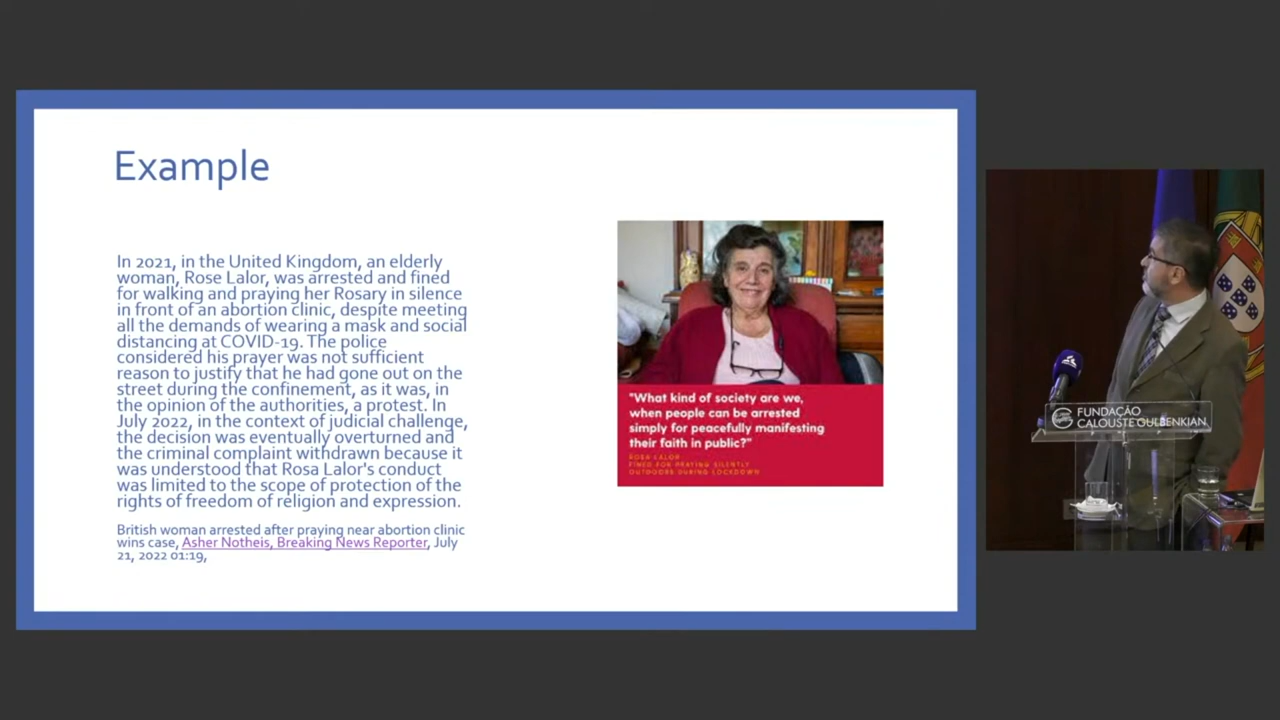 Example
In 2021, in the United Kingdom, an elderly
woman, Rose Lalor, was arrested and fined
for walking and praying her Rosary in silence
in front of an abortion clinic, despite meeting
all the demands of wearing a mask and social
distancing at COVID-19. The police
considered his prayer was not sufficient
reason to justify that he had gone out on the
street during the confinement, as it was, in
the opinion of the authorities, a protest. In
July 2022, in the context of judicial challenge,
the decision was eventually overturned and
the criminal complaint withdrawn because it
was understood that Rosa Lalor's conduct
was limited to the scope of protection of the
rights of freedom of religion and expression.
British woman arrested after praying near abortion clinic
wins case, Asher Notheis, Breaking News Reporter, July
21, 2022 01:19,
"What kind of society are we,
when people can be arrested
simply for peacefully manifesting
their faith in public?"
ROSA LALOR
FINED FOR PRAYING SILENTLY
OUTDOORS DURING LOCKDOWN
FUNDAÇÃO
CALOUSTE GULBENKIAN